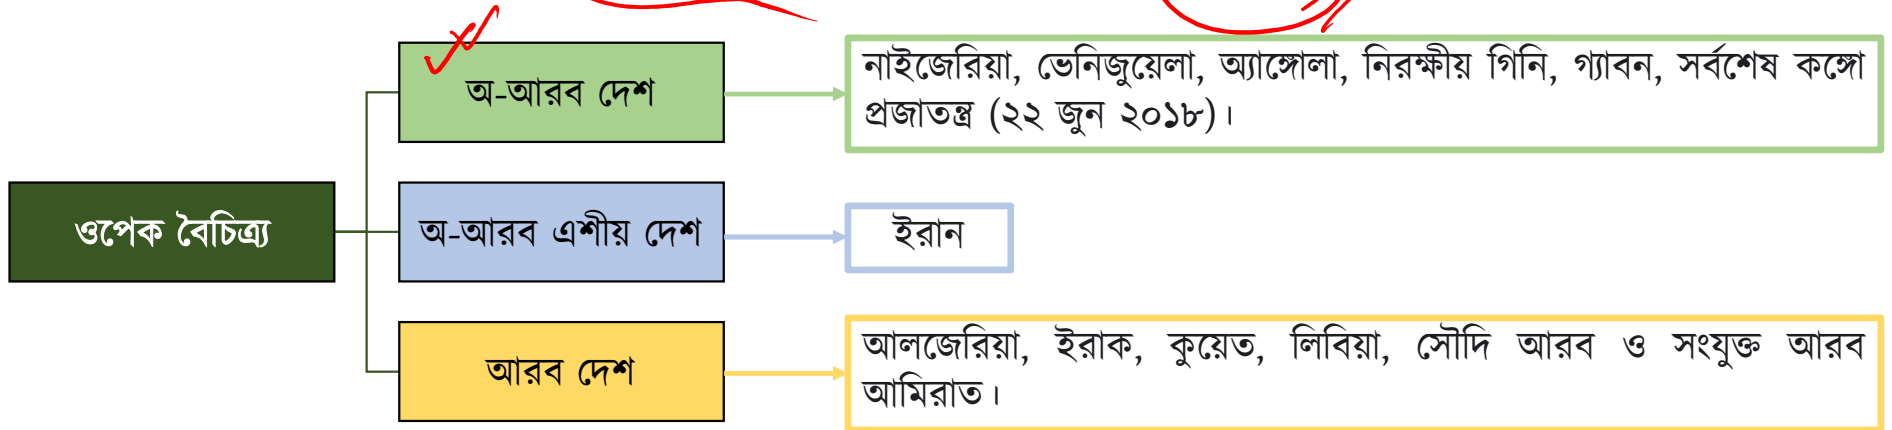 ওপেক বৈচিত্র্য
অ-আরব দেশ
নাইজেরিয়া, ভেনিজুয়েলা, অ্যাঙ্গোলা, নিরক্ষীয় গিনি, গ্যাবন, সর্বশেষ কঙ্গো
প্রজাতন্ত্র (২২ জুন ২০১৮)।
অ-আরব এশীয় দেশ
ইরান
আরব দেশ
আলজেরিয়া, ইরাক, কুয়েত, লিবিয়া, সৌদি আরব ও সংযুক্ত আরব
আমিরাত।